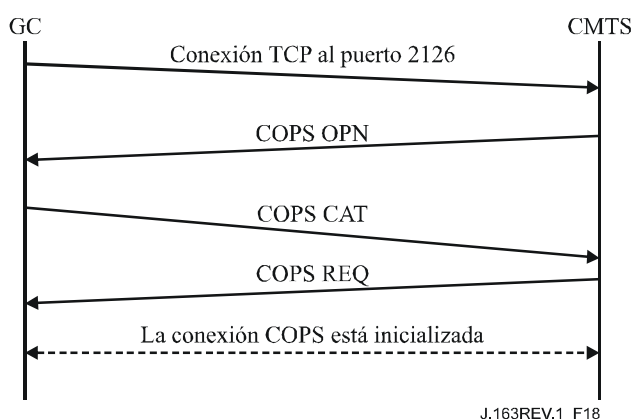 GC CMTS
Conexión TCP al puerto 2126
COPS OPN
COPS CAT
COPS REQ
La conexión COPS está inicializada
J.163REV.1_F18